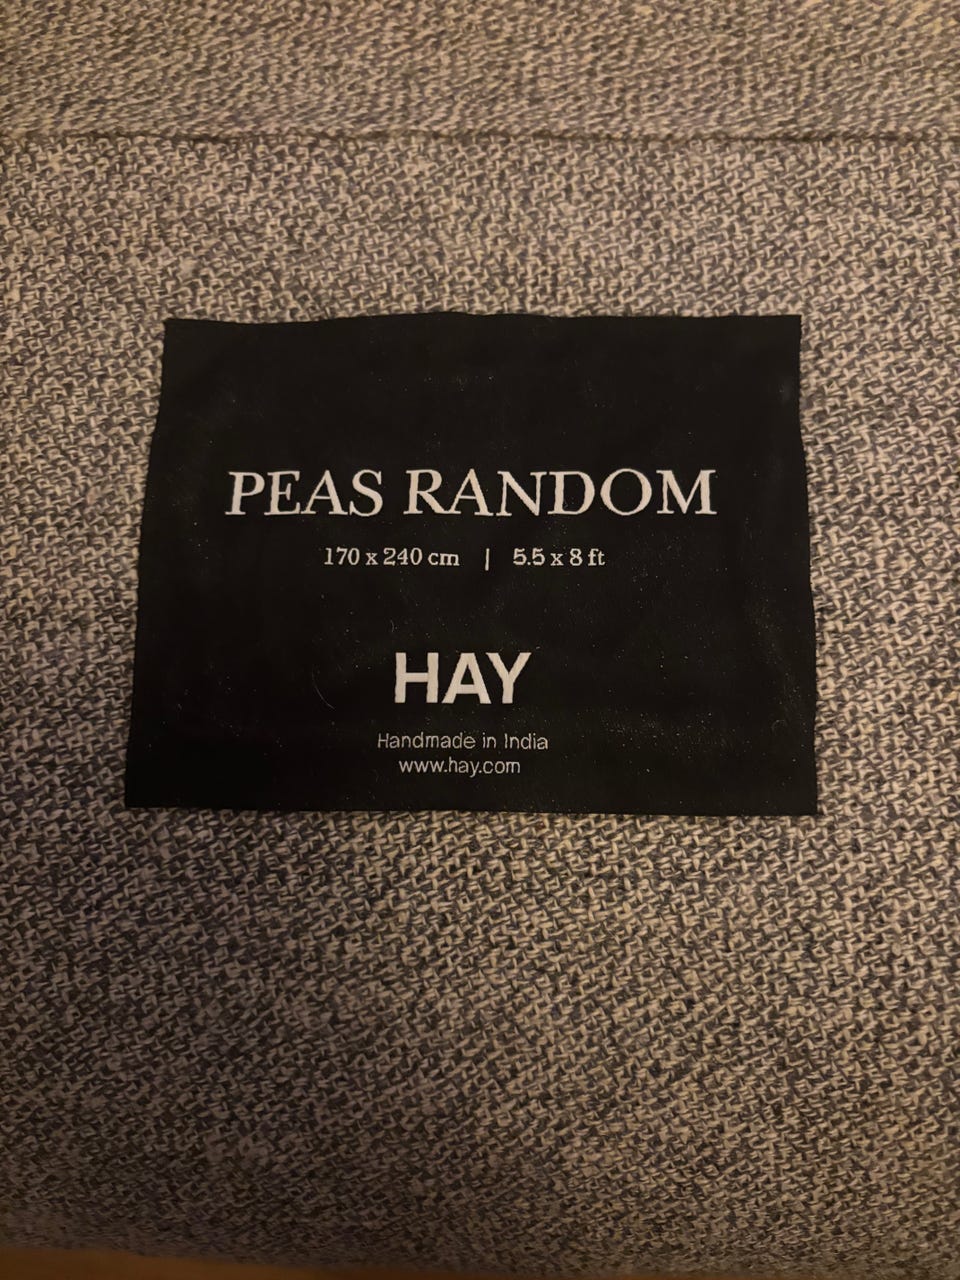 PEAS RANDOM
170 x 240 cm | 5.5 x 8 ft
HAY
Handmade in India
www.hay.com